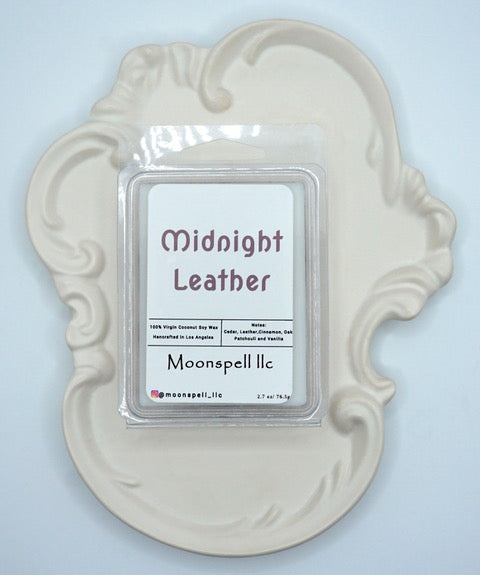 Midnight
Leather
100% Virgin Coconut Soy Wax
Hancrafted in Los Angeles
Notes:
Cedar, Leather,Cinnamon, Oak
Patchouli and Vanilla
Moonspell llc
@moonspell_llc
2.7 oz/ 76.5g